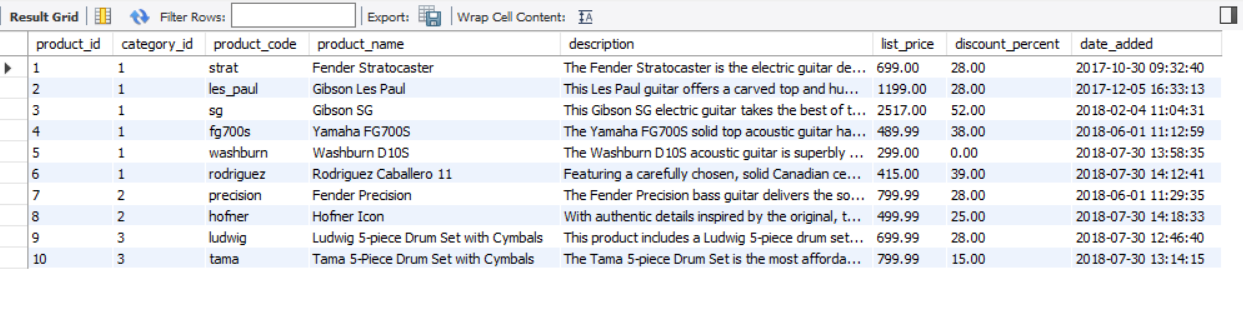 Result Grid Filter Rows: Export: Wrap Cell Content: IA
product_id category_id product_code product_name description list_price discount_percent date_added
1 1 strat Fender Stratocaster The Fender Stratocaster is the electric guitar de... 699.00 28.00 2017-10-30 09:32:40
2 1 les_paul Gibson Les Paul This Les Paul guitar offers a carved top and hu... 1199.00 28.00 2017-12-05 16:33:13
3 1 sg Gibson SG This Gibson SG electric guitar takes the best of t... 2517.00 52.00 2018-02-04 11:04:31
4 1 fg700s Yamaha FG700S The Yamaha FG700S solid top acoustic guitar ha... 489.99 38.00 2018-06-01 11:12:59
5 1 washburn Washburn D10S The Washburn D10S acoustic guitar is superbly ... 299.00 0.00 2018-07-30 13:58:35
6 1 rodriguez Rodriguez Caballero 11 Featuring a carefully chosen, solid Canadian ce... 415.00 39.00 2018-07-30 14:12:41
7 2 precision Fender Precision The Fender Precision bass guitar delivers the so... 799.99 28.00 2018-06-01 11:29:35
8 2 hofner Hofner Icon With authentic details inspired by the original, t... 499.99 25.00 2018-07-30 14:18:33
9 3 ludwig Ludwig 5-piece Drum Set with Cymbals This product includes a Ludwig 5-piece drum set... 699.99 28.00 2018-07-30 12:46:40
10 3 tama Tama 5-Piece Drum Set with Cymbals The Tama 5-piece Drum Set is the most afforda... 799.99 15.00 2018-07-30 13:14:15